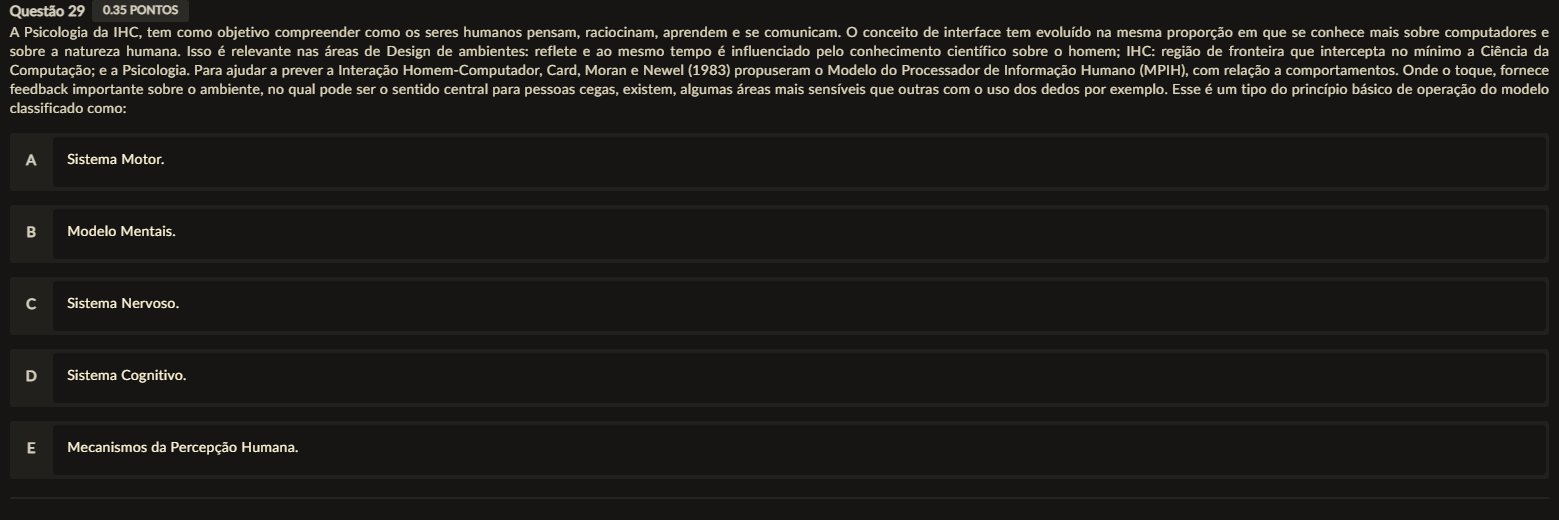 Questão 29 0.35 PONTOS
A Psicologia da IHC, tem como objetivo compreender como os seres humanos pensam, raciocinam, aprendem e se comunicam. O conceito de interface tem evoluído na mesma proporção em que se conhece mais sobre computadores e
sobre a natureza humana. Isso é relevante nas áreas de Design de ambientes: reflete e ao mesmo tempo é influenciado pelo conhecimento científico sobre o homem; IHC: região de fronteira que intercepta no mínimo a Ciência da
Computação; e a Psicologia. Para ajudar a prever a Interação Homem-Computador, Card, Moran e Newel (1983) propuseram o Modelo do Processador de Informação Humano (MPIH), com relação a comportamentos. Onde o toque, fornece
feedback importante sobre o ambiente, no qual pode ser o sentido central para pessoas cegas, existem, algumas áreas mais sensíveis que outras com o uso dos dedos por exemplo. Esse é um tipo do princípio básico de operação do modelo
classificado como:
A Sistema Motor.
B Modelo Mentais.
C Sistema Nervoso.
D Sistema Cognitivo.
E Mecanismos da Percepção Humana.